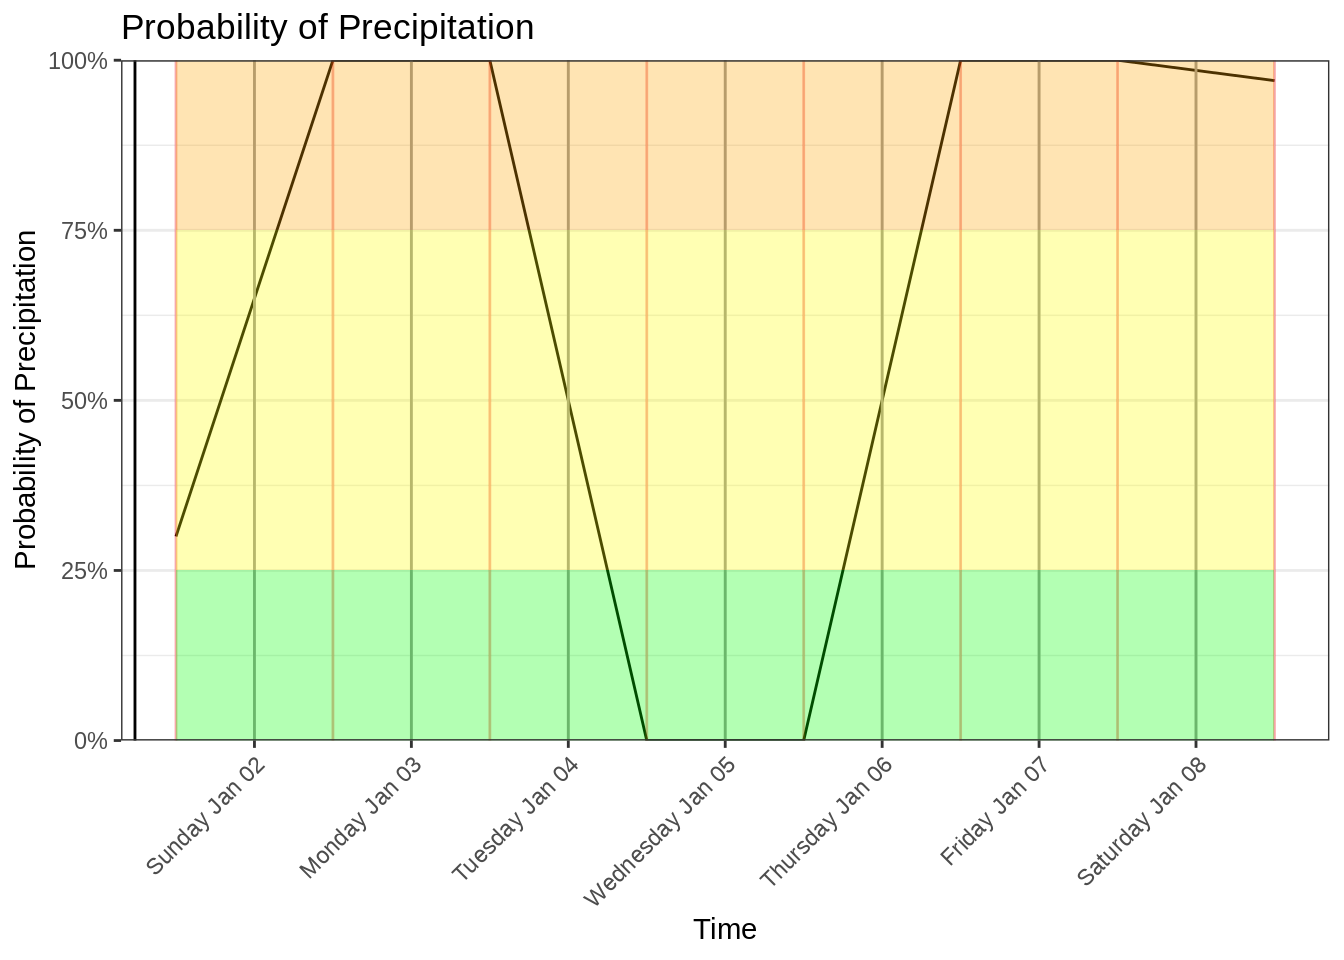 Probability of Precipitation
Probability of Precipitation
100%
75%
50%
25%
0%
Sunday Jan 02
Monday Jan 03
Tuesday Jan 04
Wednesday Jan 05
Thursday Jan 06
Friday Jan 07
Saturday Jan 08
Time